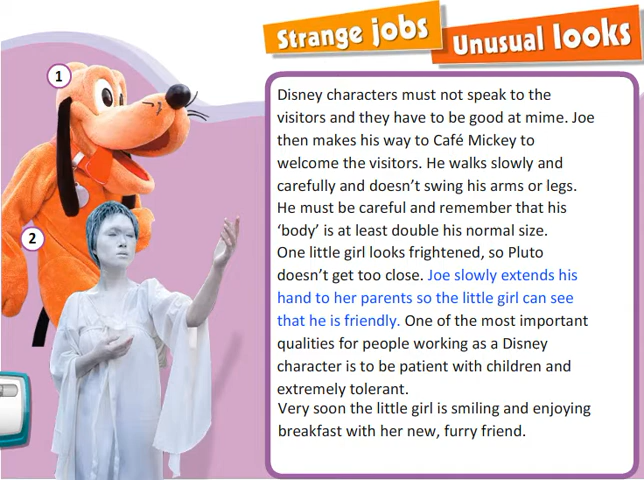 Strange jobs
Unusual looks
1
2
Disney characters must not speak to the
visitors and they have to be good at mime. Joe
then makes his way to Café Mickey to
welcome the visitors. He walks slowly and
carefully and doesn’t swing his arms or legs.
He must be careful and remember that his
‘body’ is at least double his normal size.
One little girl looks frightened, so Pluto
doesn’t get too close. Joe slowly extends his
hand to her parents so the little girl can see
that he is friendly. One of the most important
qualities for people working as a Disney
character is to be patient with children and
extremely tolerant.
Very soon the little girl is smiling and enjoying
breakfast with her new, furry friend.